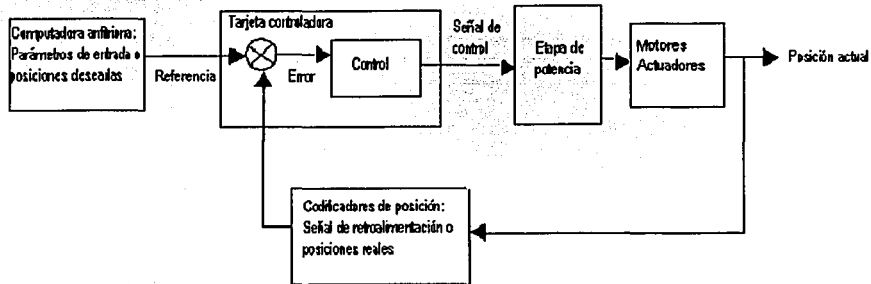 Computadora anfitriona:
Parámetros de entrada o
posiciones deseadas
Referencia
Tarjeta controladora
Error
Control
Señal de
control
Etapa de
potencia
Motores
Actuadores
Posición actual
Codificadores de posición:
Señal de retroalimentación o
posiciones reales